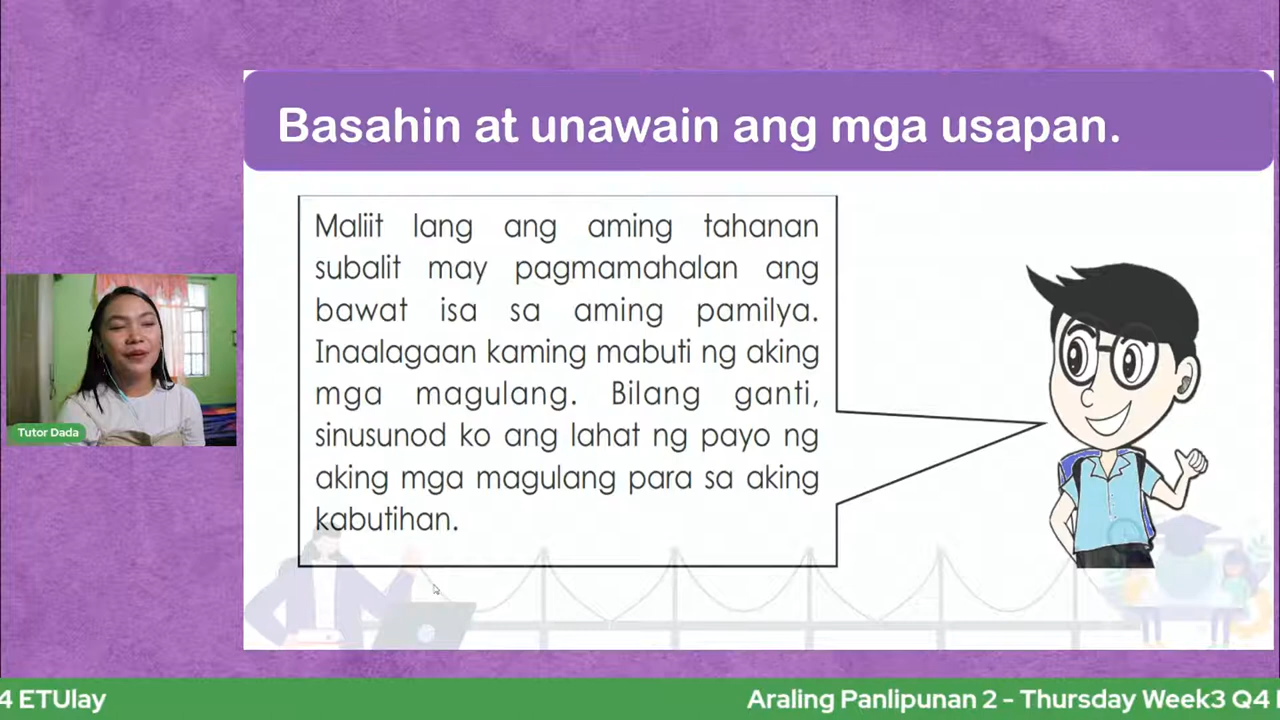 Basahin at unawain ang mga usapan.
Maliit lang ang aming tahanan
subalit may pagmamahalan ang
bawat isa sa aming pamilya.
Inaalagaan kaming mabuti ng aking
mga magulang. Bilang ganti,
sinusunod ko ang lahat ng payo ng
aking mga magulang para sa aking
kabutihan.
Tutor Dada
4 ETUlay
Araling Panlipunan 2 - Thursday Week3 Q4